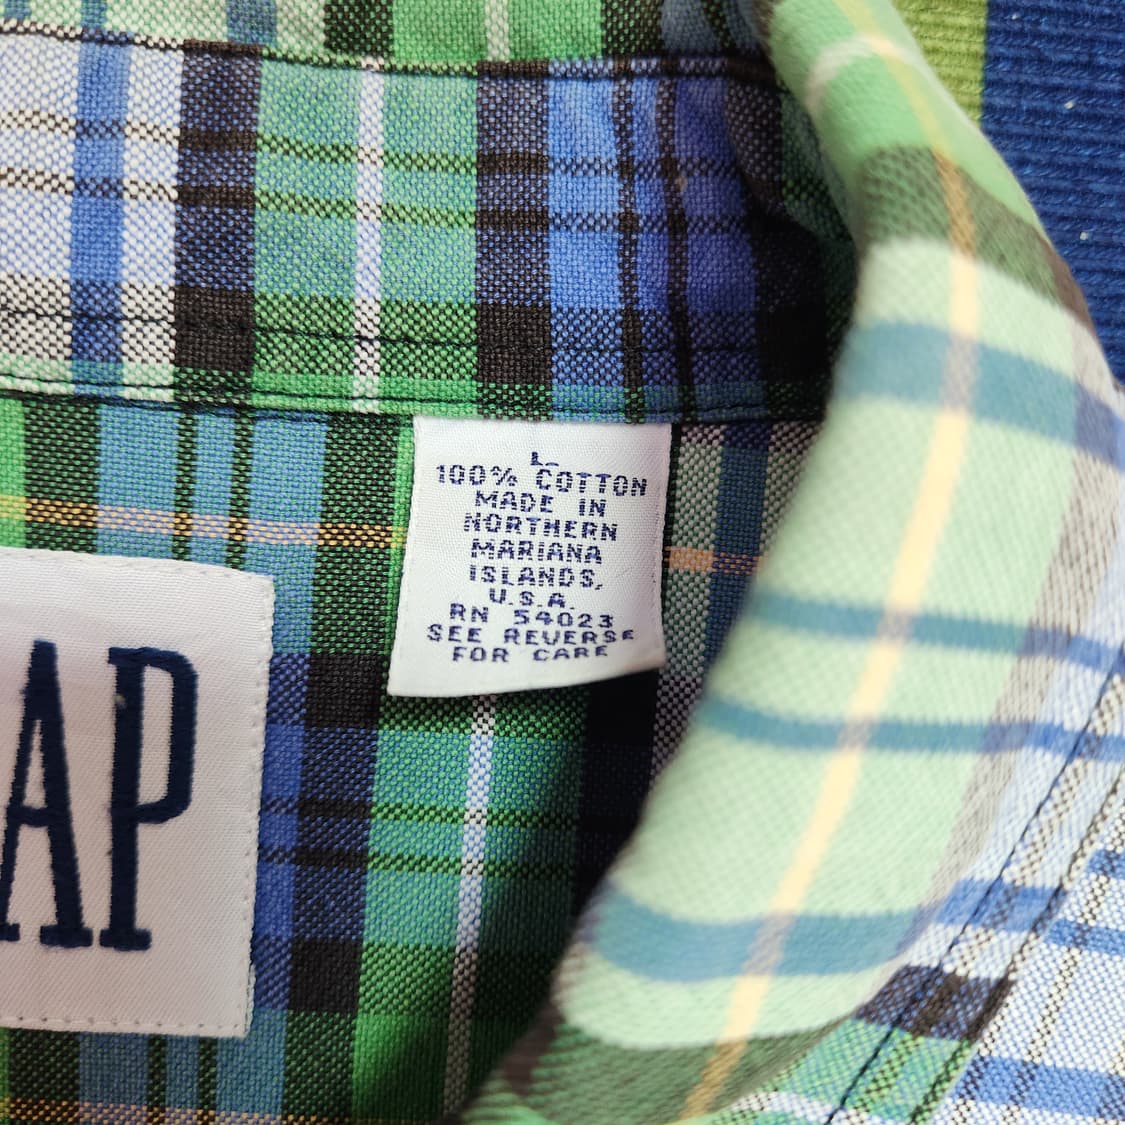 L
100% COTTON
MADE IN
NORTHERN
MARIANA
ISLANDS,
U.S.A.
RN 54023
SEE REVERSE
FOR CARE
AP